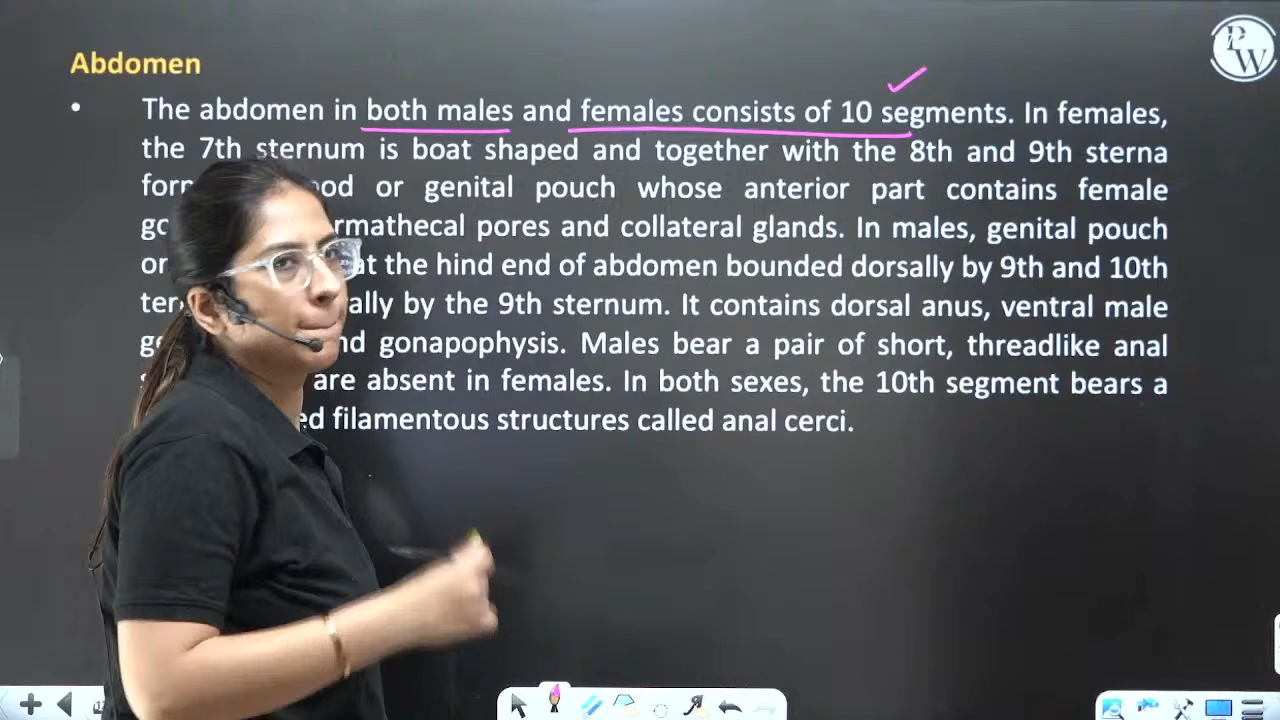 Abdomen
• The abdomen in both males and females consists of 10 segments. In females,
the 7th sternum is boat shaped and together with the 8th and 9th sterna
or genital pouch whose anterior part contains female
pores and collateral glands. In males, genital pouch
at the hind end of abdomen bounded dorsally by 9th and 10th
by the 9th sternum. It contains dorsal anus, ventral male
gonapophysis. Males bear a pair of short, threadlike anal
are absent in females. In both sexes, the 10th segment bears a
filamentous structures called anal cerci.
PW